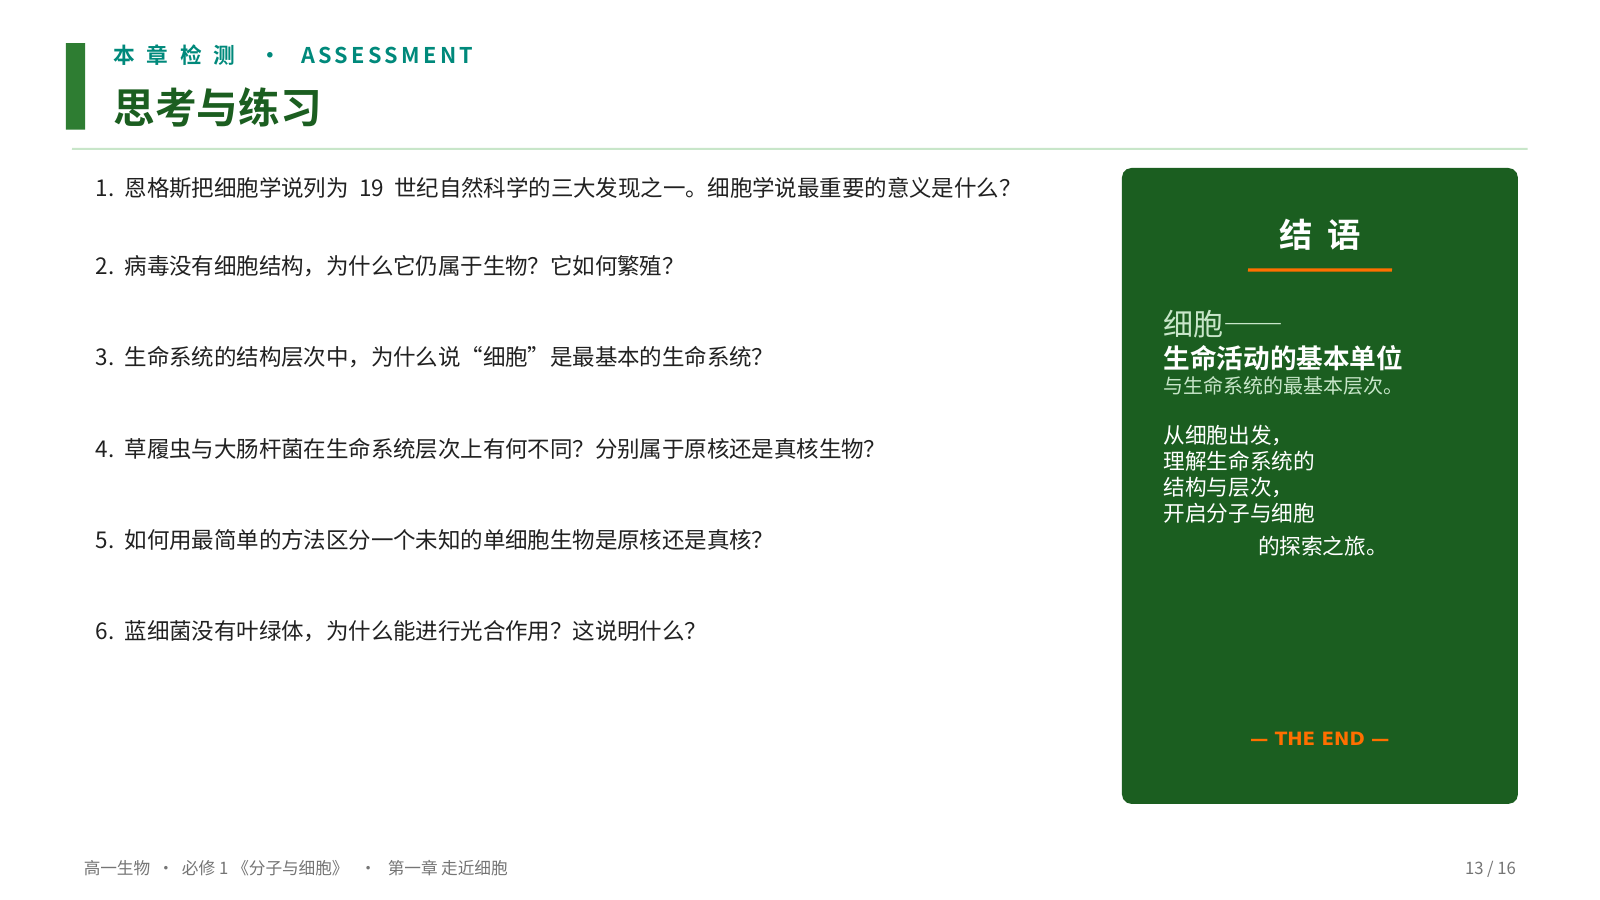 本章检测 · ASSESSMENT
思考与练习
1. 恩格斯把细胞学说列为 19 世纪自然科学的三大发现之一。细胞学说最重要的意义是什么？
2. 病毒没有细胞结构，为什么它仍属于生物？它如何繁殖？
3. 生命系统的结构层次中，为什么说“细胞”是最基本的生命系统？
4. 草履虫与大肠杆菌在生命系统层次上有何不同？分别属于原核还是真核生物？
5. 如何用最简单的方法区分一个未知的单细胞生物是原核还是真核？
6. 蓝细菌没有叶绿体，为什么能进行光合作用？这说明什么？
结 语
细胞——
生命活动的基本单位
与生命系统的最基本层次。
从细胞出发，
理解生命系统的
结构与层次，
开启分子与细胞
的探索之旅。
— THE END —
高一生物 · 必修 1 《分子与细胞》 · 第一章 走近细胞
13 / 16